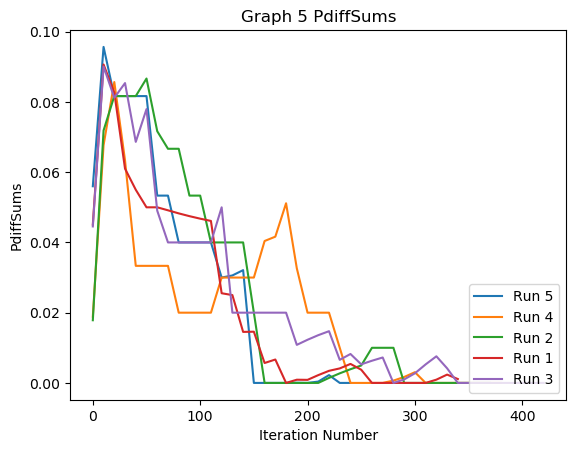 Graph 5 PdiffSums
0.10
0.08
0.06
0.04
0.02
0.00
PdiffSums
0
100
200
300
400
Iteration Number
Run 5
Run 4
Run 2
Run 1
Run 3